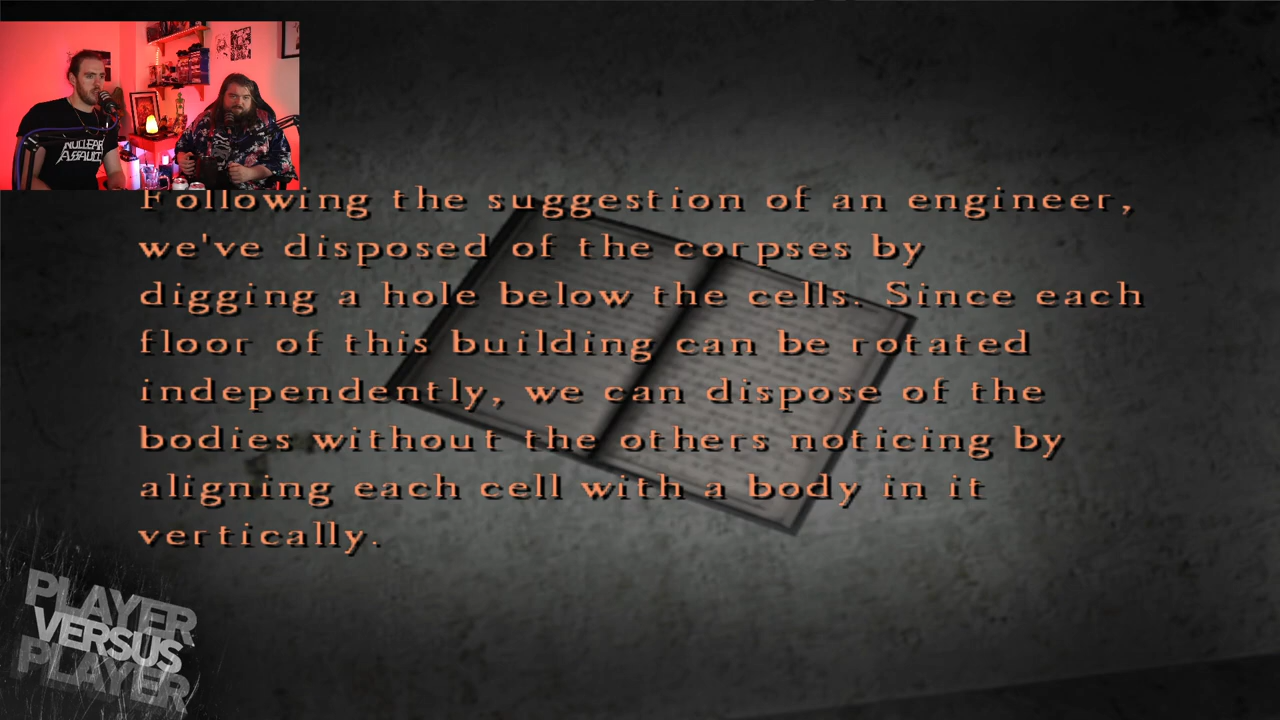 NUCLEAR
ASSAULT
Following the suggestion of an engineer,
we've disposed of the corpses by
digging a hole below the cells. Since each
floor of this building can be rotated
independently, we can dispose of the
bodies without the others noticing by
aligning each cell with a body in it
vertically.
PLAYER
VERSUS
PLAYER